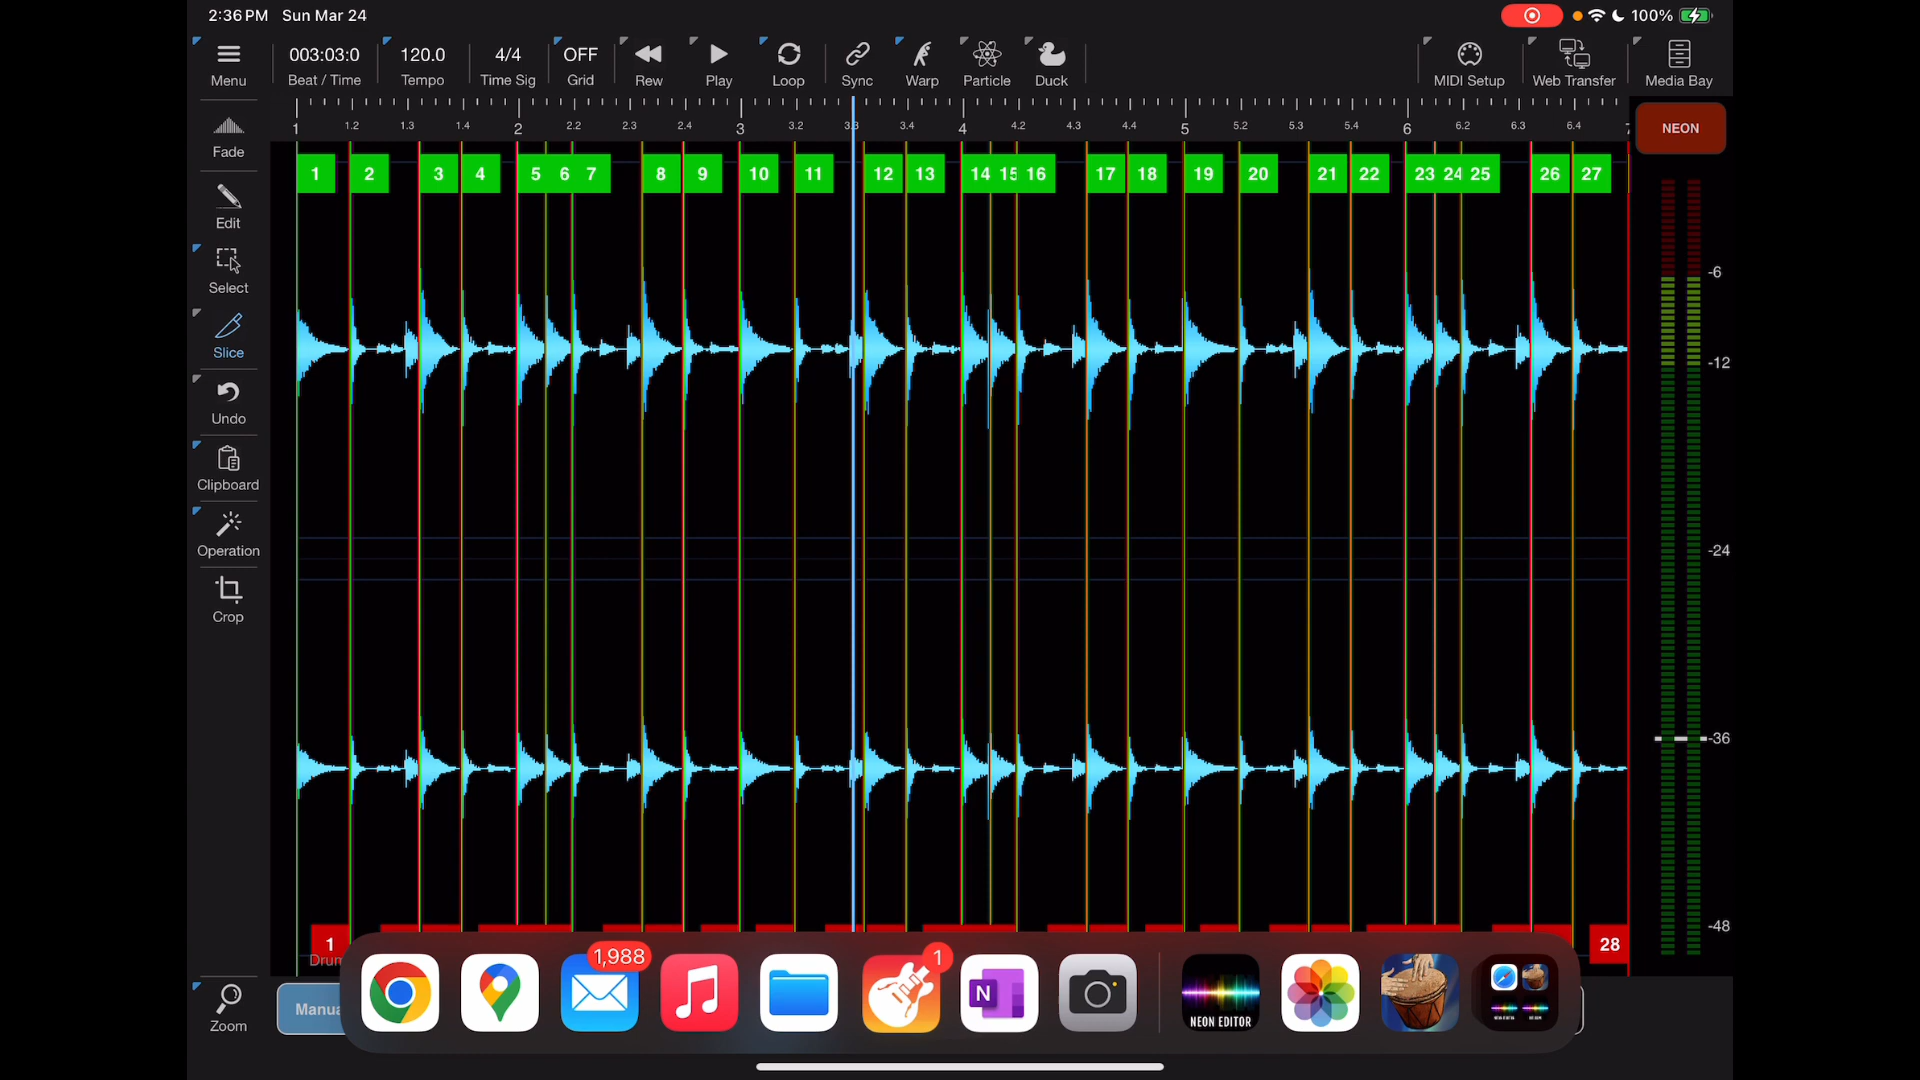 2:36 PM Sun Mar 24
100%
Menu
003:03:0
Beat / Time
120.0
Tempo
4/4
Time Sig
OFF
Grid
Rew
Play
Loop
Sync
Warp
Particle
Duck
MIDI Setup
Web Transfer
Media Bay
1 1.2 1.3 1.4 2 2.2 2.3 2.4 3 3.2 3.3 3.4 4 4.2 4.3 4.4 5 5.2 5.3 5.4 6 6.2 6.3 6.4 7
NEON
Fade
1 2 3 4 5 6 7 8 9 10 11 12 13 14 15 16 17 18 19 20 21 22 23 24 25 26 27
Edit
Select
Slice
Undo
Clipboard
Operation
Crop
-6
-12
-24
-36
-48
1
28
Drum
Zoom
Manua
1,988
1
N
NEON EDITOR